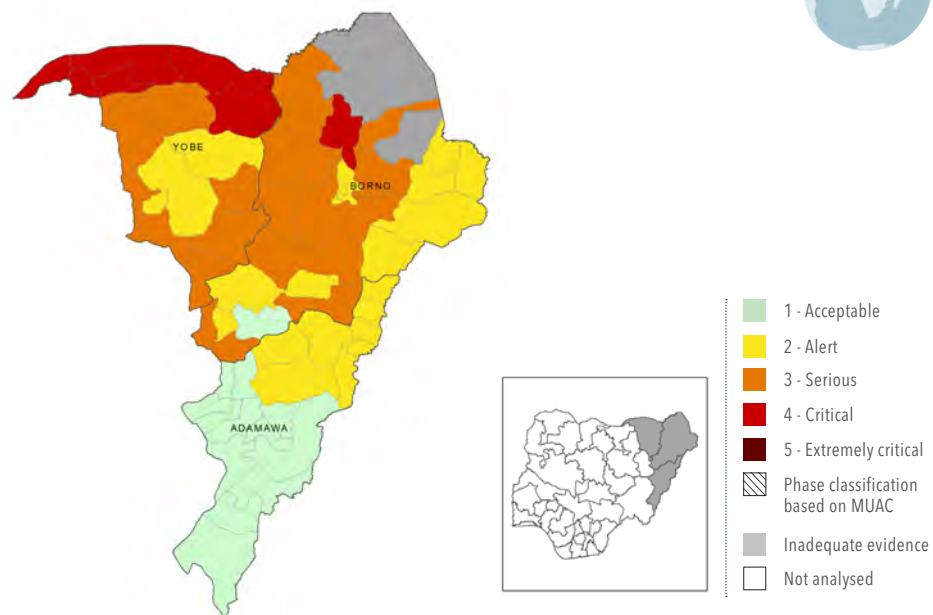 YOBE
BORNO
ADAMAWA
1 - Acceptable
2 - Alert
3 - Serious
4 - Critical
5 - Extremely critical
Phase classification
based on MUAC
Inadequate evidence
Not analysed